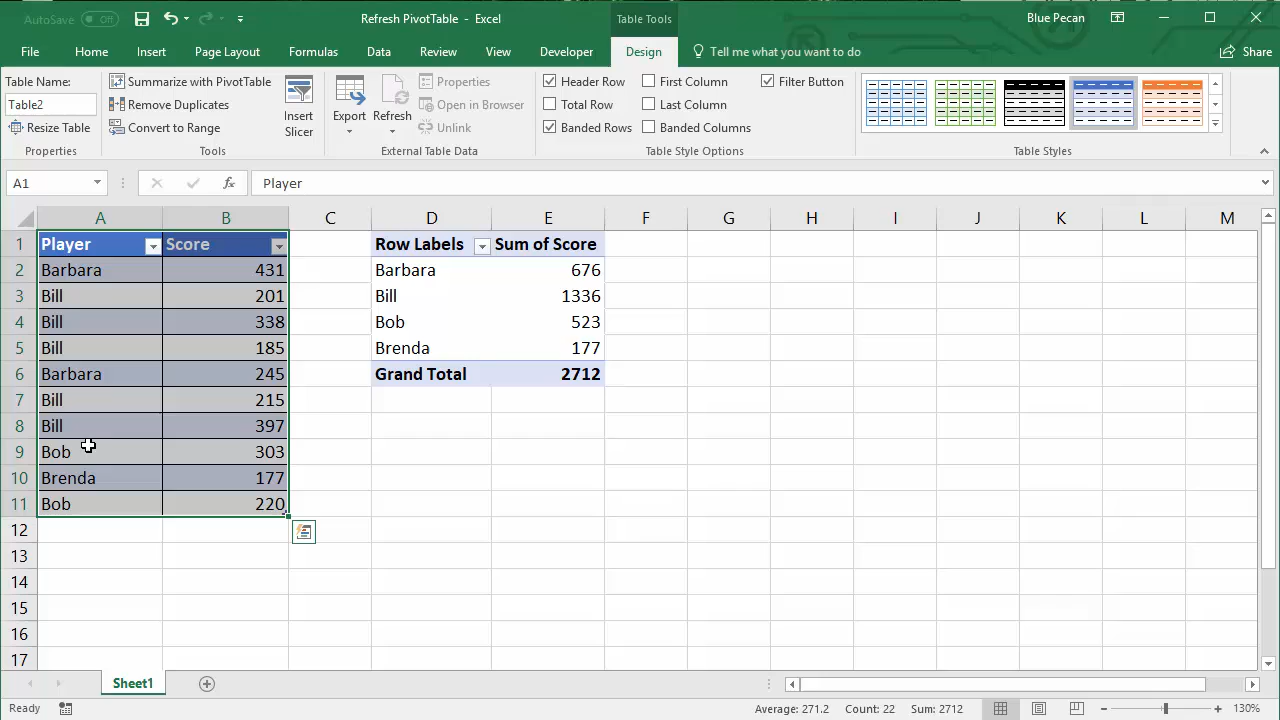 AutoSave Off Refresh PivotTable - Excel Table Tools Blue Pecan
File Home Insert Page Layout Formulas Data Review View Developer Design Tell me what you want to do Share
Table Name:
Table2
Resize Table
Properties
Summarize with PivotTable
Remove Duplicates
Convert to Range
Insert
Slicer
Tools
Export
Refresh
Properties
Open in Browser
Unlink
External Table Data
Header Row First Column Filter Button
Total Row Last Column
Banded Rows Banded Columns
Table Style Options
Table Styles
A1 fx Player
A B C D E F G H I J K L M
1 Player Score Row Labels Sum of Score
2 Barbara 431 Barbara 676
3 Bill 201 Bill 1336
4 Bill 338 Bob 523
5 Bill 185 Brenda 177
6 Barbara 245 Grand Total 2712
7 Bill 215
8 Bill 397
9 Bob 303
10 Brenda 177
11 Bob 220
12
13
14
15
16
17
Sheet1
Ready Average: 271.2 Count: 22 Sum: 2712 130%